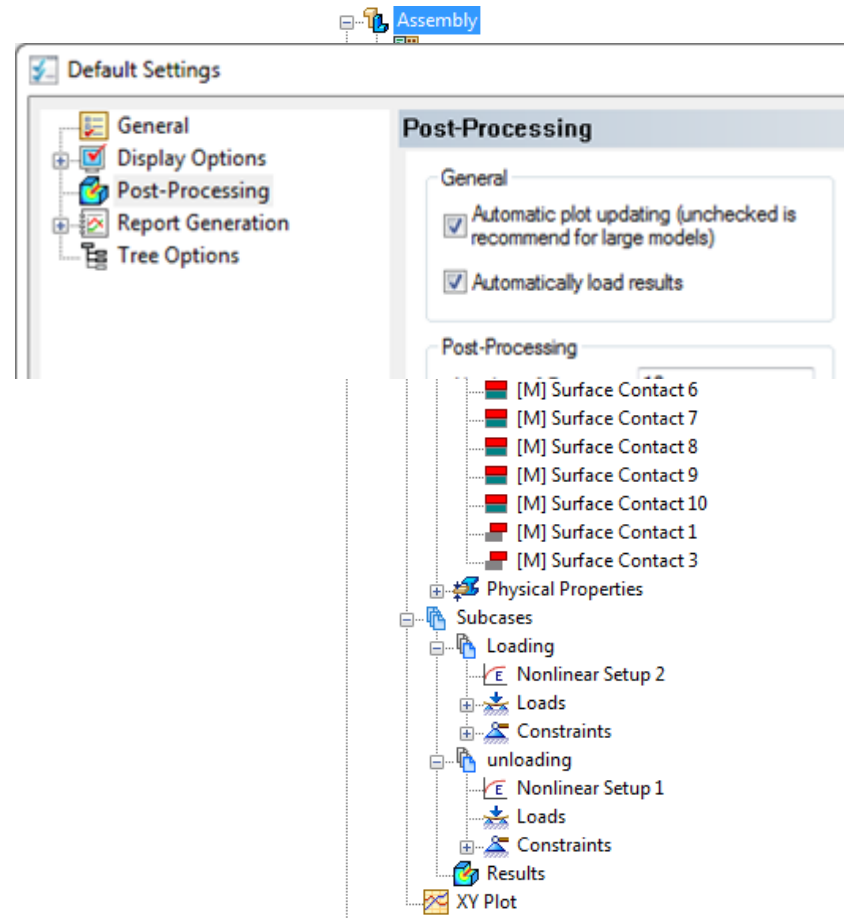 Assembly
Default Settings
General
Display Options
Post-Processing
Report Generation
Tree Options
Post-Processing
General
Automatic plot updating (unchecked is
recommend for large models)
Automatically load results
Post-Processing
[M] Surface Contact 6
[M] Surface Contact 7
[M] Surface Contact 8
[M] Surface Contact 9
[M] Surface Contact 10
[M] Surface Contact 1
[M] Surface Contact 3
Physical Properties
Subcases
Loading
Nonlinear Setup 2
Loads
Constraints
unloading
Nonlinear Setup 1
Loads
Constraints
Results
XY Plot